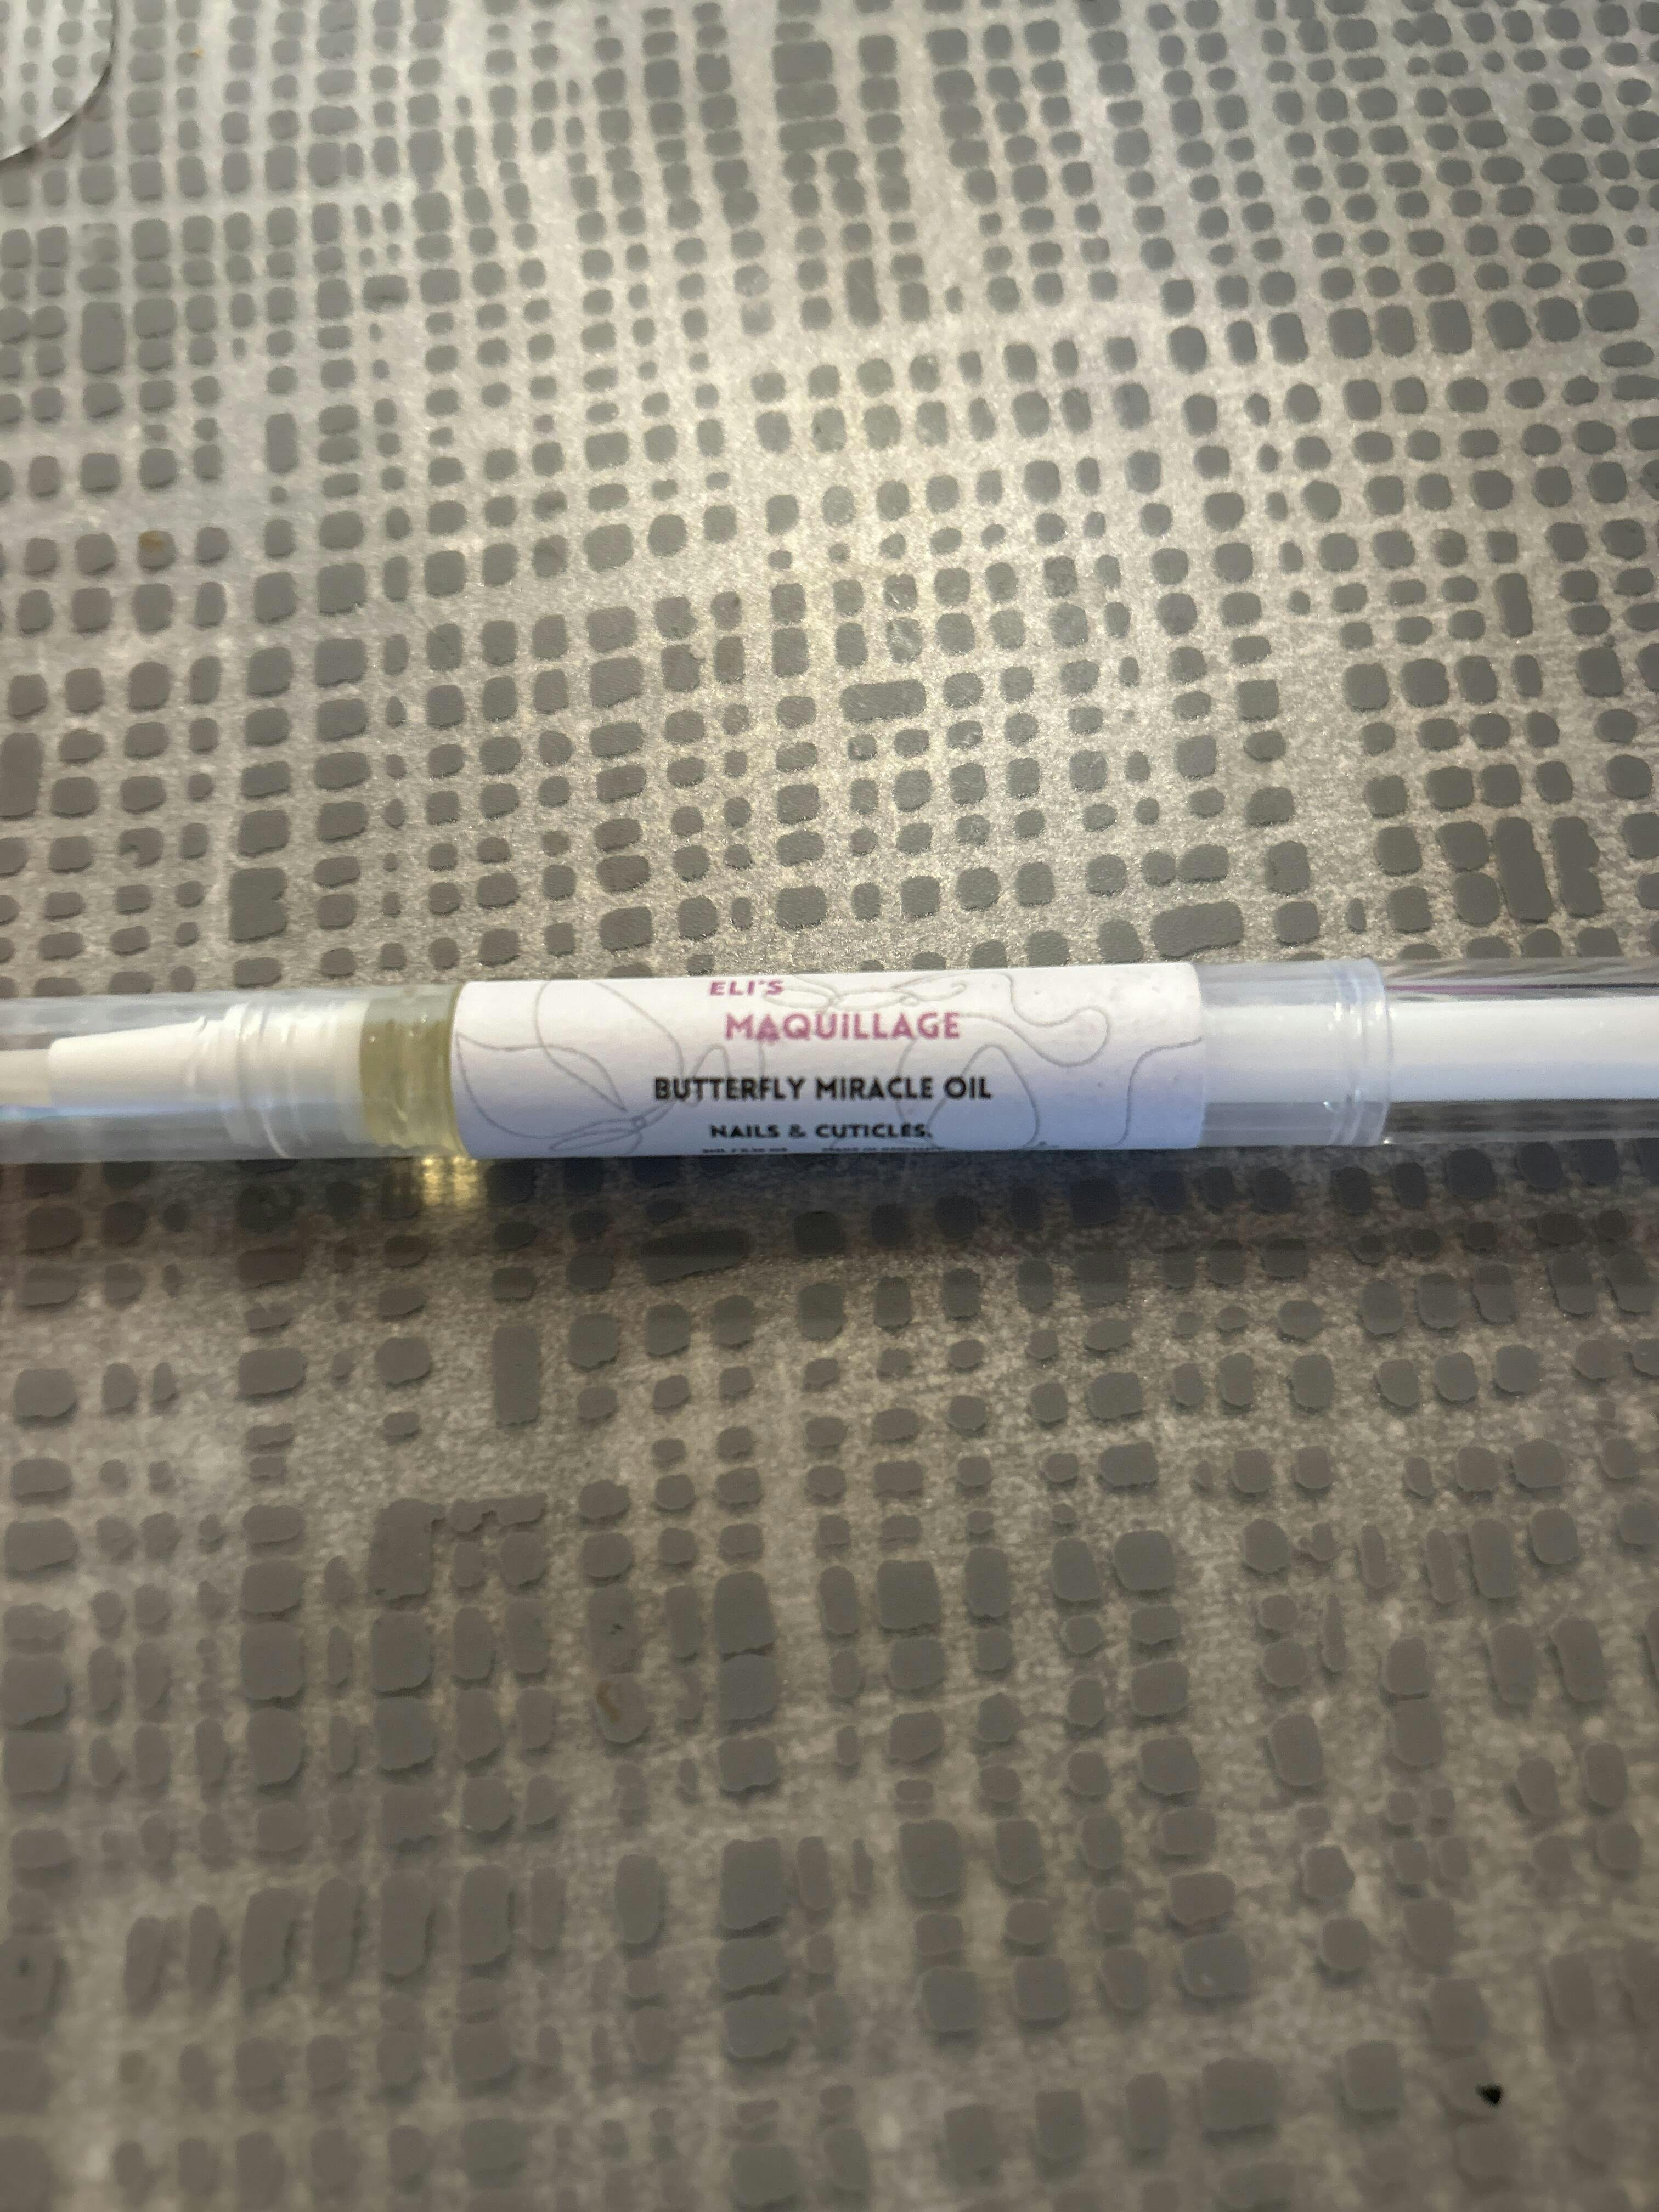 ELI'S
MAQUILLAGE
BUTTERFLY MIRACLE OIL
NAILS & CUTICLES.